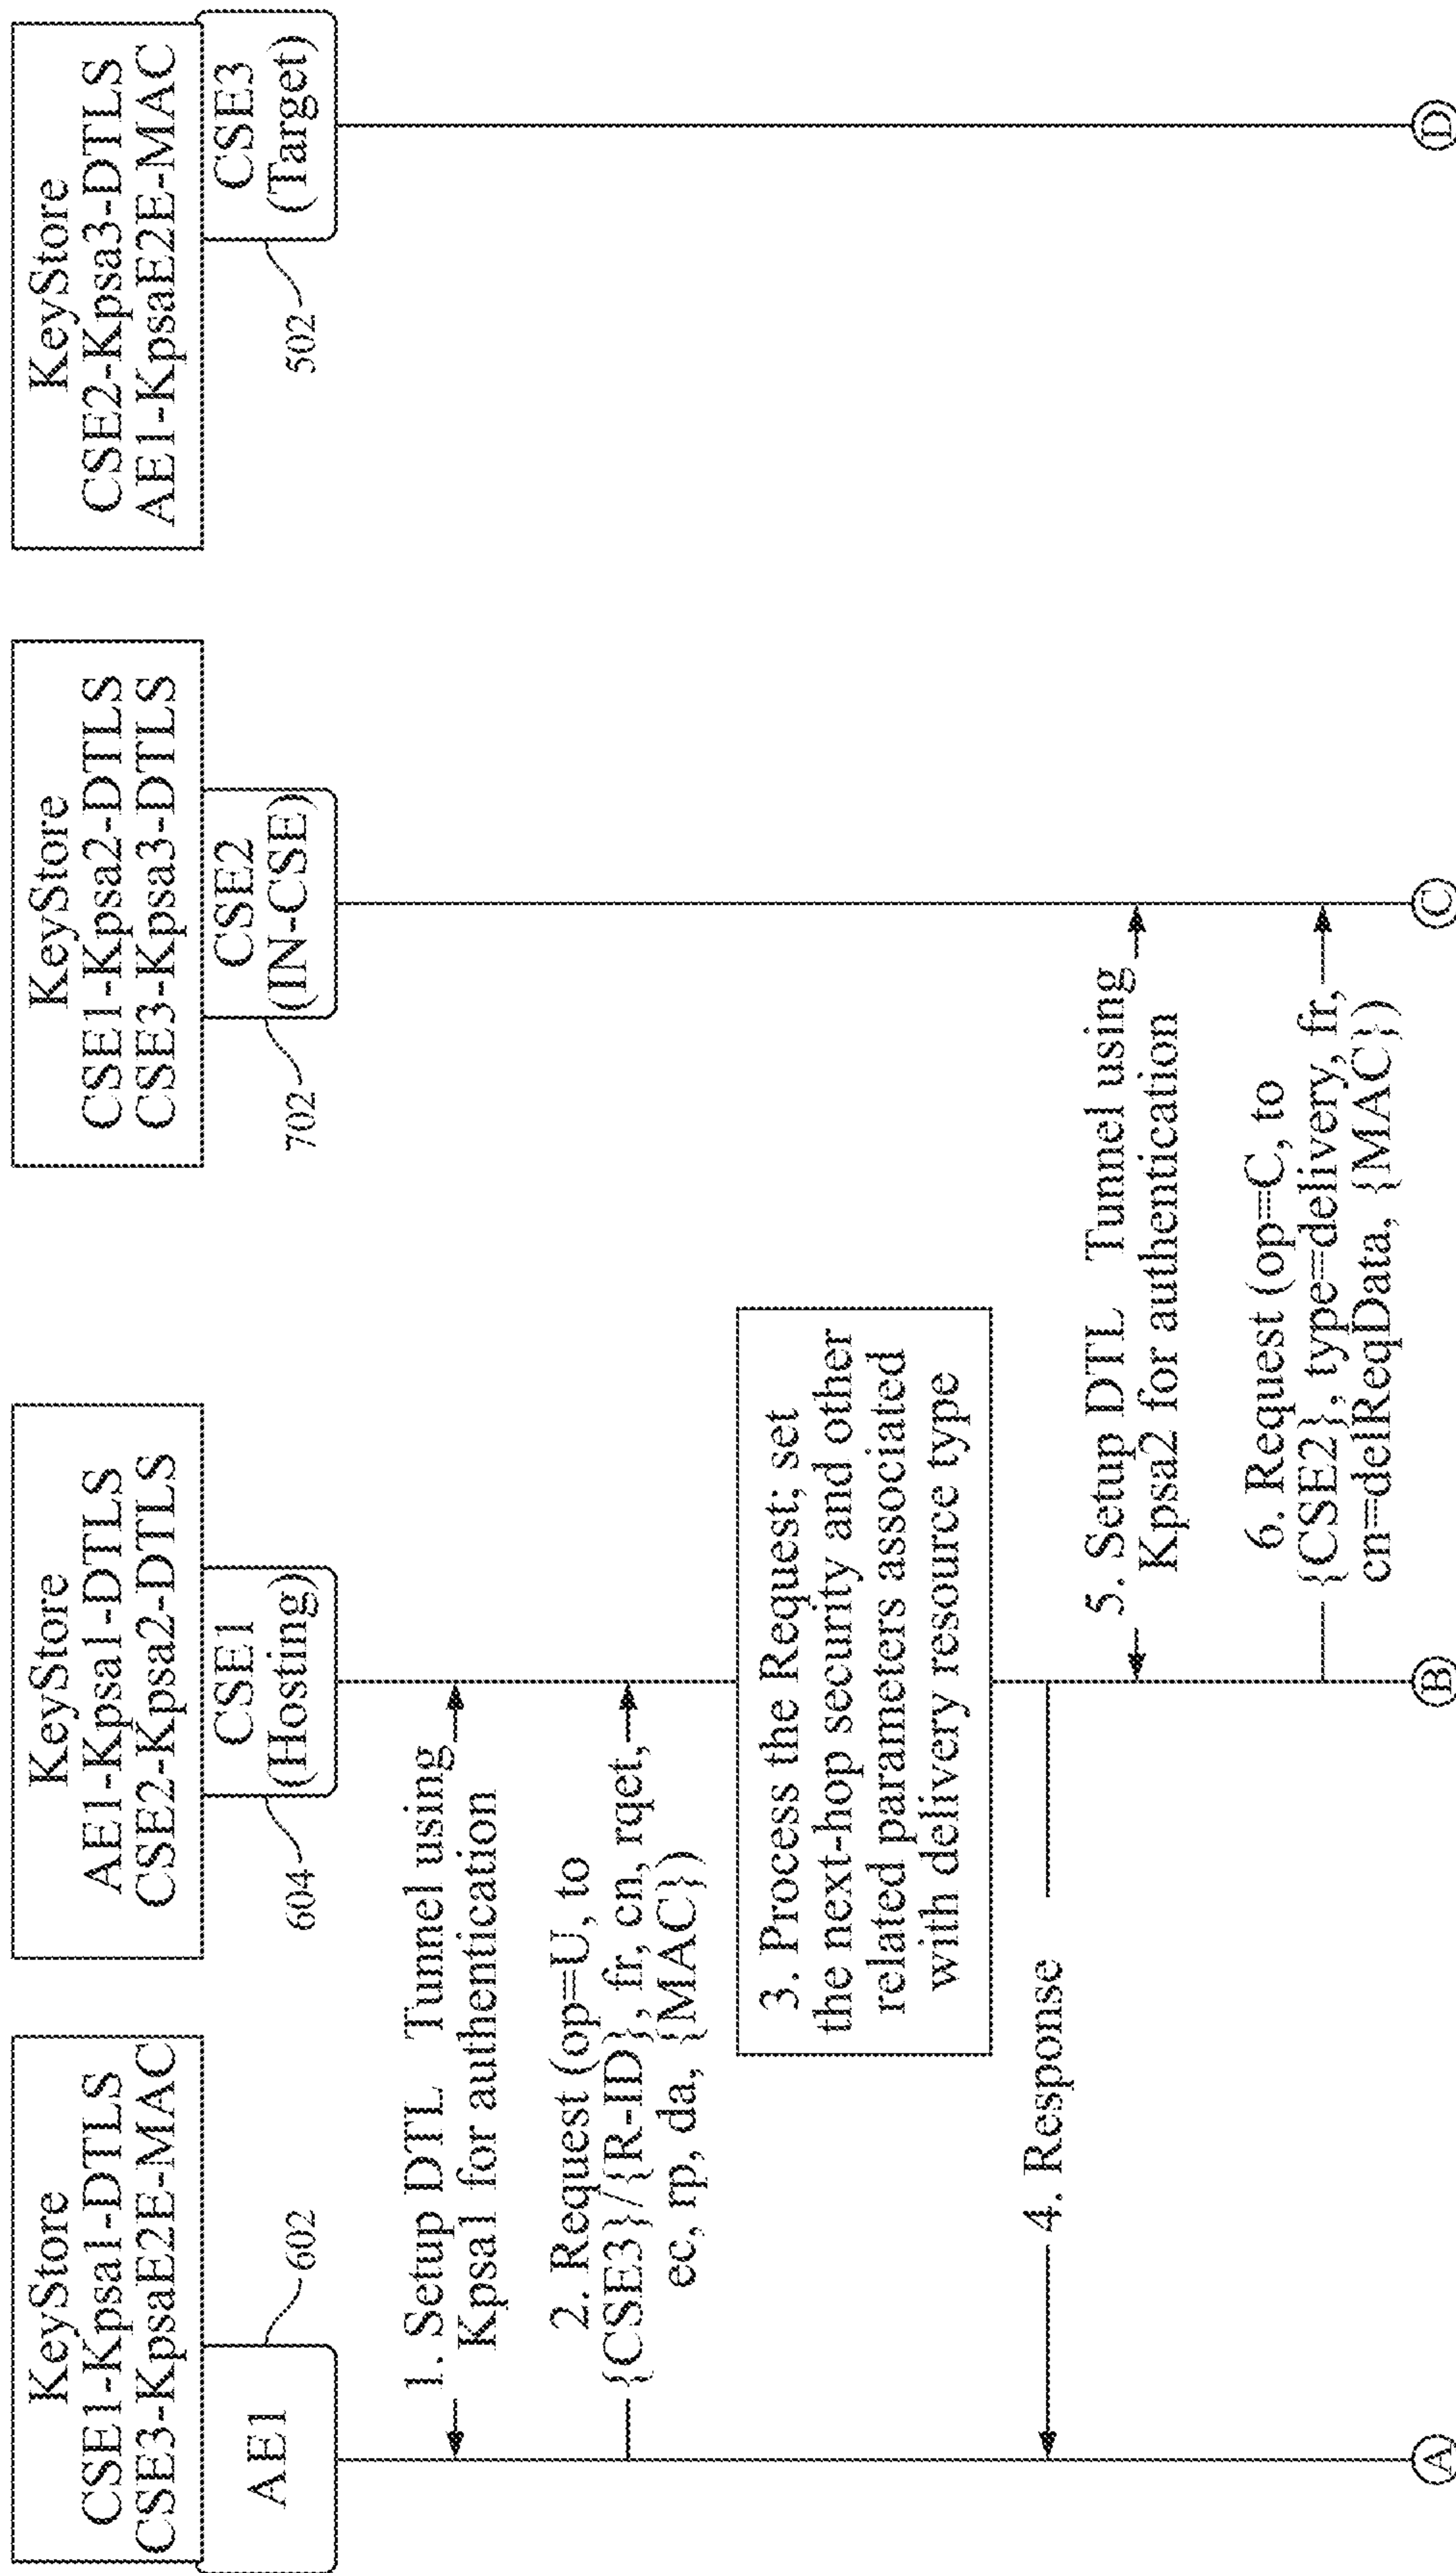 KeyStore
CSE1-Kpsa1-DTLS
CSE3-KpsaE2E-MAC
AE1
602
KeyStore
AE1-Kpsa1-DTLS
CSE2-Kpsa2-DTLS
CSE1
(Hosting)
604
KeyStore
CSE1-Kpsa2-DTLS
CSE3-Kpsa3-DTLS
CSE2
(IN-CSE)
702
KeyStore
CSE2-Kpsa3-DTLS
AE1-KpsaE2E-MAC
CSE3
(Target)
502
1. Setup DTL Tunnel using
Kpsa1 for authentication
2. Request (op=U, to
{CSE3}/{R-ID}, fr, cn, rqet,
ec, rp, da, {MAC})
3. Process the Request; set
the next-hop security and other
related parameters associated
with delivery resource type
4. Response
5. Setup DTL Tunnel using
Kpsa2 for authentication
6. Request (op=C, to
{CSE2}, type=delivery, fr,
cn=delReqData, {MAC})
A
B
C
D